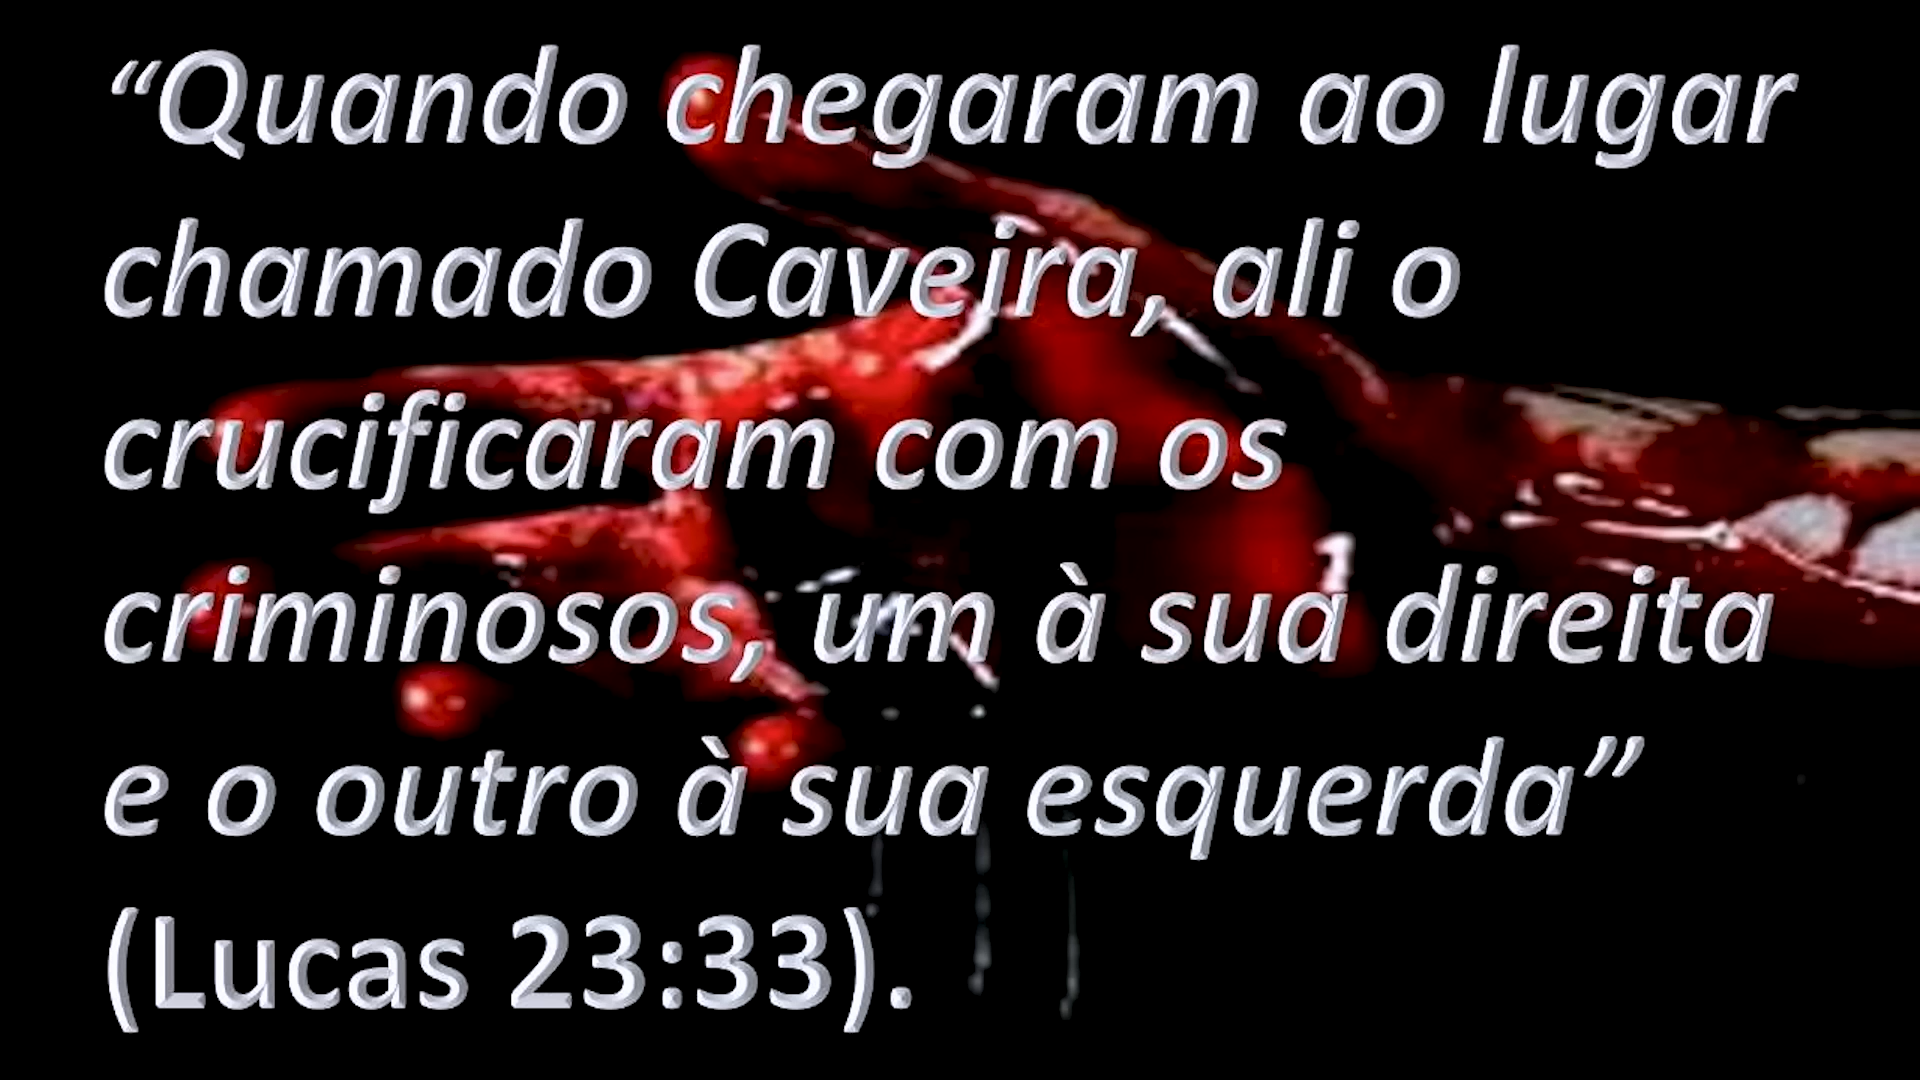 “Quando chegaram ao lugar
chamado Caveira, ali o
crucificaram com os
criminosos, um à sua direita
e o outro à sua esquerda”
(Lucas 23:33).